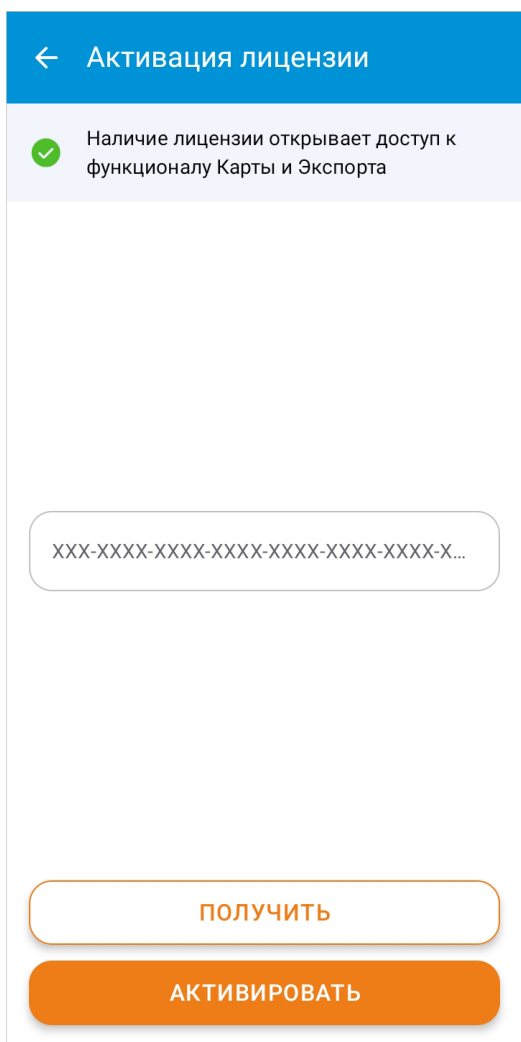 Активация лицензии
Наличие лицензии открывает доступ к
функционалу Карты и Экспорта
XXX-XXXX-XXXX-XXXX-XXXX-XXXX-XXXX-X...
ПОЛУЧИТЬ
АКТИВИРОВАТЬ